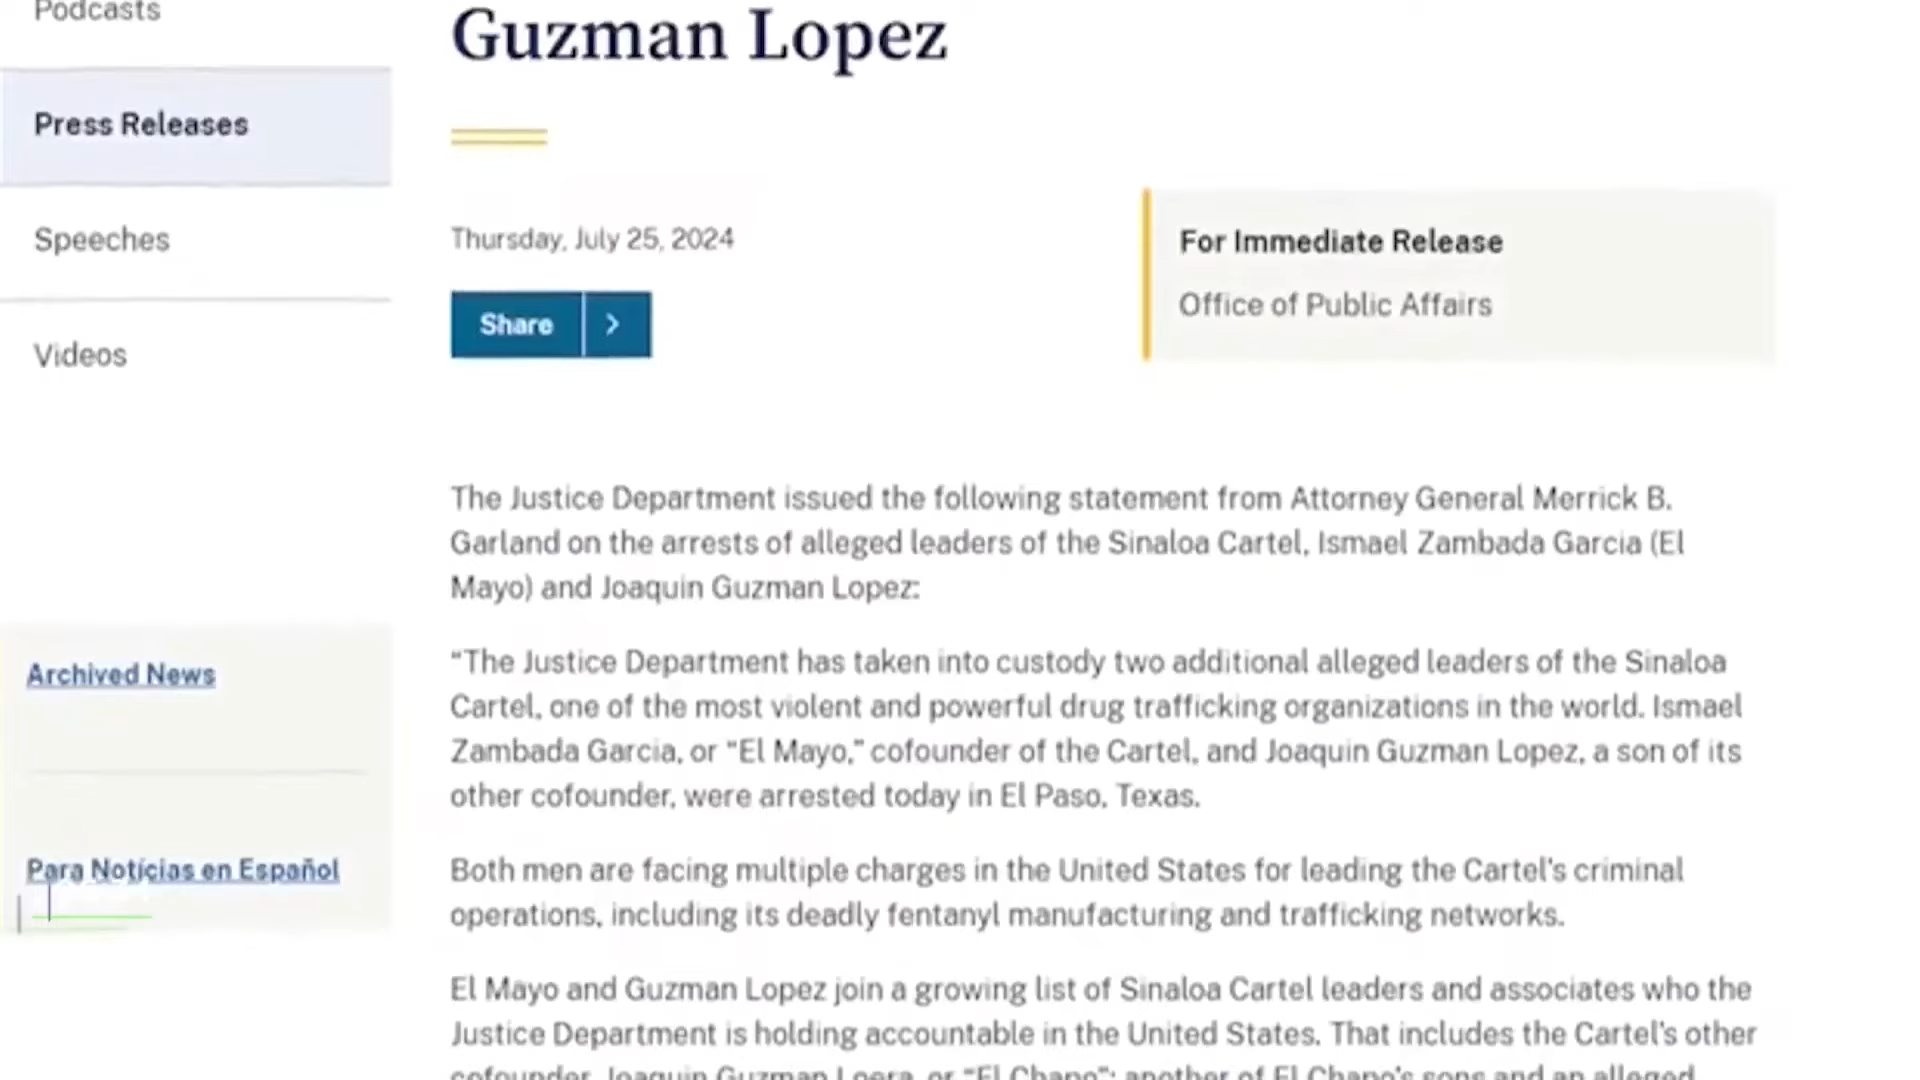 Podcasts
Guzman Lopez
Press Releases
Speeches
Thursday, July 25, 2024
For Immediate Release
Office of Public Affairs
Share
Videos
The Justice Department issued the following statement from Attorney General Merrick B.
Garland on the arrests of alleged leaders of the Sinaloa Cartel, Ismael Zambada Garcia (El
Mayo) and Joaquin Guzman Lopez:
Archived News
“The Justice Department has taken into custody two additional alleged leaders of the Sinaloa
Cartel, one of the most violent and powerful drug trafficking organizations in the world. Ismael
Zambada Garcia, or “El Mayo,” cofounder of the Cartel, and Joaquin Guzman Lopez, a son of its
other cofounder, were arrested today in El Paso, Texas.
Para Notícias en Español
Both men are facing multiple charges in the United States for leading the Cartel’s criminal
operations, including its deadly fentanyl manufacturing and trafficking networks.
El Mayo and Guzman Lopez join a growing list of Sinaloa Cartel leaders and associates who the
Justice Department is holding accountable in the United States. That includes the Cartel’s other
cofounder, Joaquin Guzman Loera, or “El Chapo”; another of El Chapo’s sons and an alleged